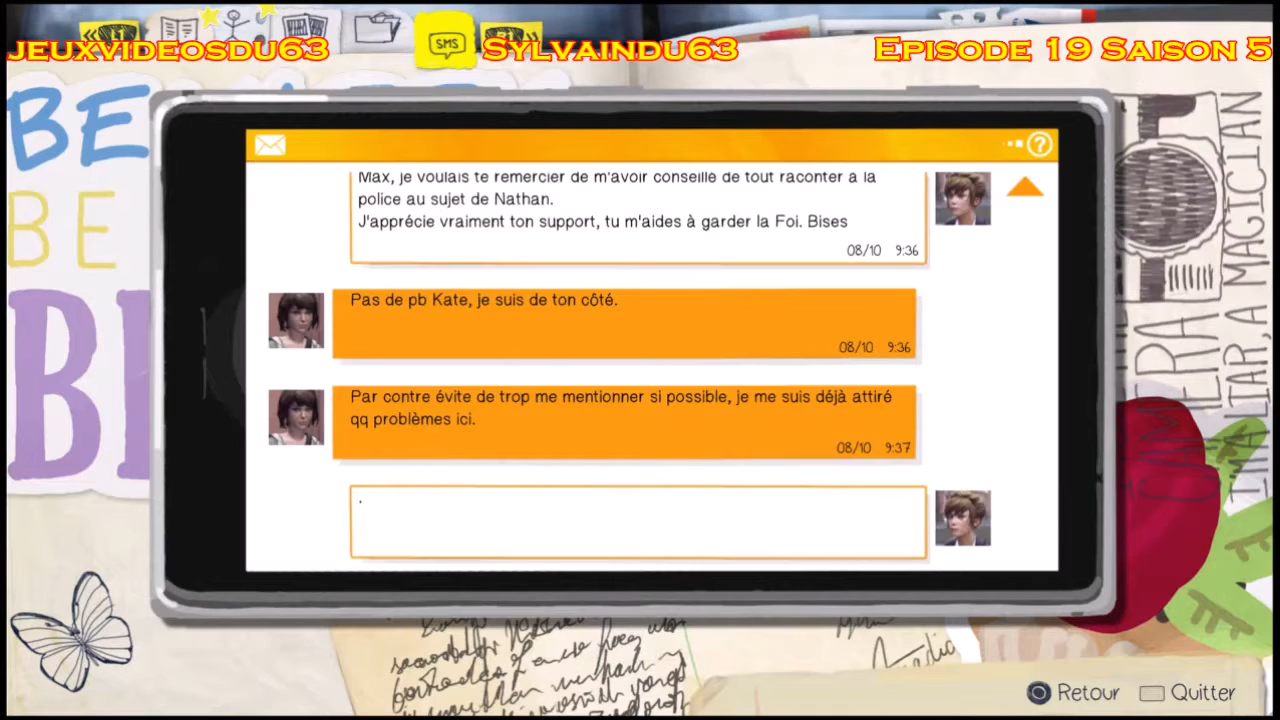 SMS
jeuxvideosdu63 Sylvaindu63 Episode 19 Saison 5
BE
BE
Max, je voulais te remercier de m'avoir conseillé de tout raconter à la
police au sujet de Nathan.
J'apprécie vraiment ton support, tu m'aides à garder la Foi. Bises
08/10 9:36
Pas de pb Kate, je suis de ton côté.
08/10 9:36
Par contre évite de trop me mentionner si possible, je me suis déjà attiré
qq problèmes ici.
08/10 9:37
.
CAMERA
I'M A LIAR, A MAGICIAN
Retour Quitter